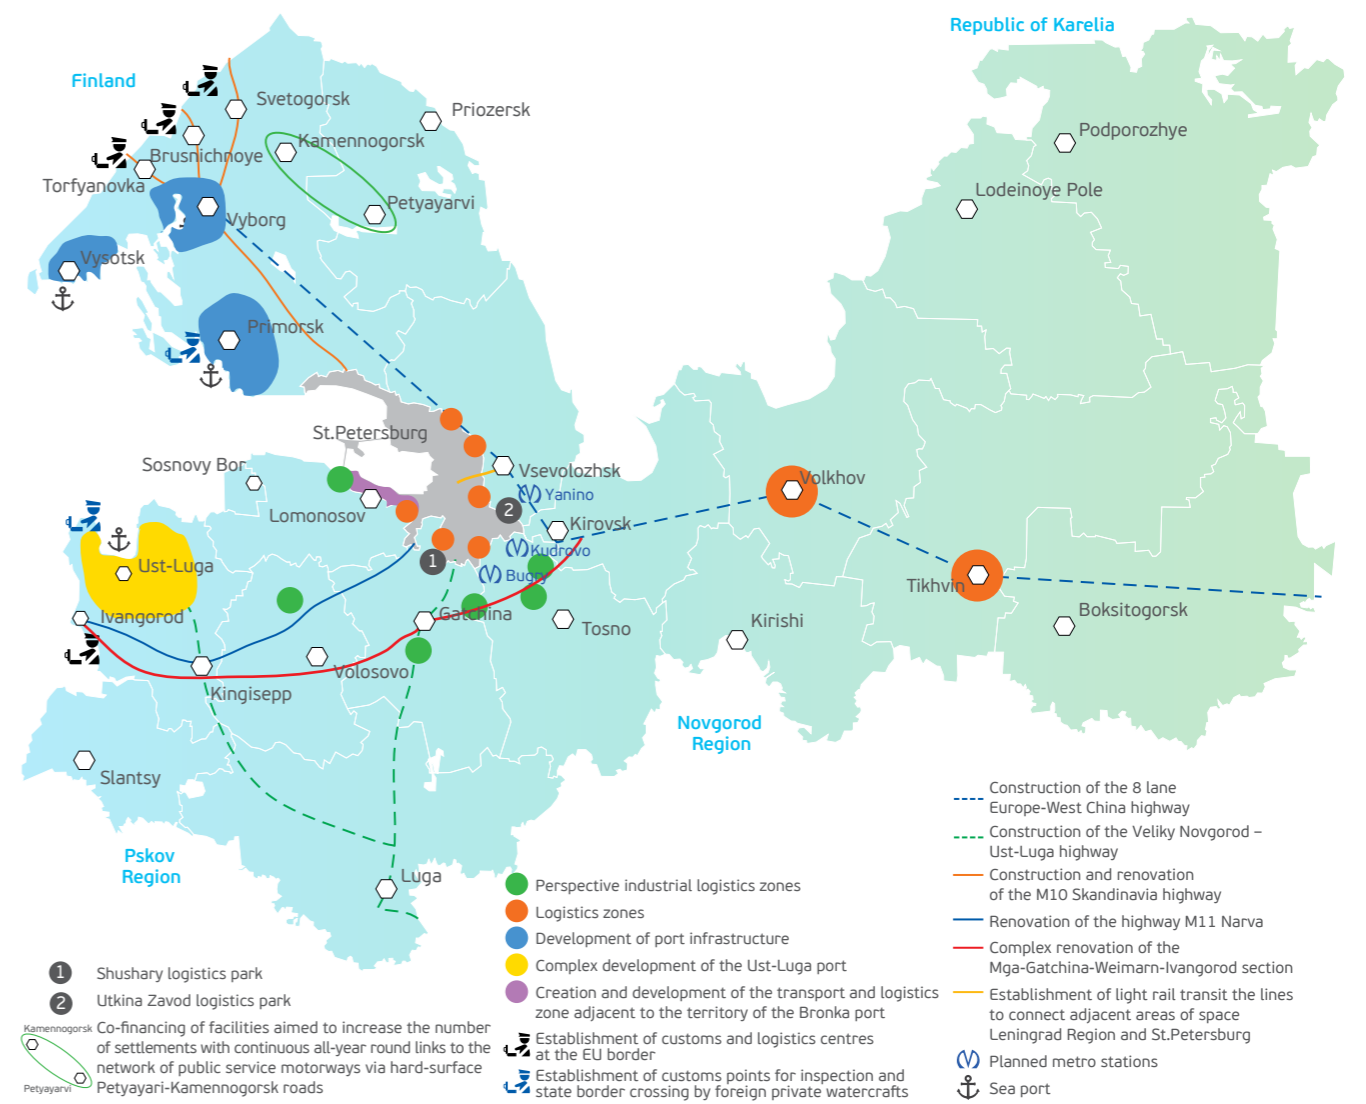 Republic of Karelia
Finland
Svetogorsk
Priozersk
Kamennogorsk
Brusnichnoye
Torfyanovka
Podporozhye
Lodeinoye Pole
Petyayarvi
Vyborg
Vysotsk
Primorsk
St.Petersburg
Sosnovy Bor
Vsevolozhsk
Volkhov
Yanino
2
Lomonosov
Kirovsk
Kudrovo
1
Bugry
Ust-Luga
Tikhvin
Ivangorod
Gatchina
Boksitogorsk
Tosno
Kirishi
Volosovo
Kingisepp
Novgorod
Region
Slantsy
Pskov
Region
Luga
1 Shushary logistics park
2 Utkina Zavod logistics park
Kamennogorsk
Petyayarvi
Co-financing of facilities aimed to increase the number
of settlements with continuous all-year round links to the
network of public service motorways via hard-surface
Petyayari-Kamennogorsk roads
Perspective industrial logistics zones
Logistics zones
Development of port infrastructure
Complex development of the Ust-Luga port
Creation and development of the transport and logistics
zone adjacent to the territory of the Bronka port
Establishment of customs and logistics centres
at the EU border
Establishment of customs points for inspection and
state border crossing by foreign private watercrafts
Construction of the 8 lane
Europe-West China highway
Construction of the Veliky Novgorod –
Ust-Luga highway
Construction and renovation
of the M10 Skandinavia highway
Renovation of the highway M11 Narva
Complex renovation of the
Mga-Gatchina-Weimarn-Ivangorod section
Establishment of light rail transit the lines
to connect adjacent areas of space
Leningrad Region and St.Petersburg
Planned metro stations
Sea port